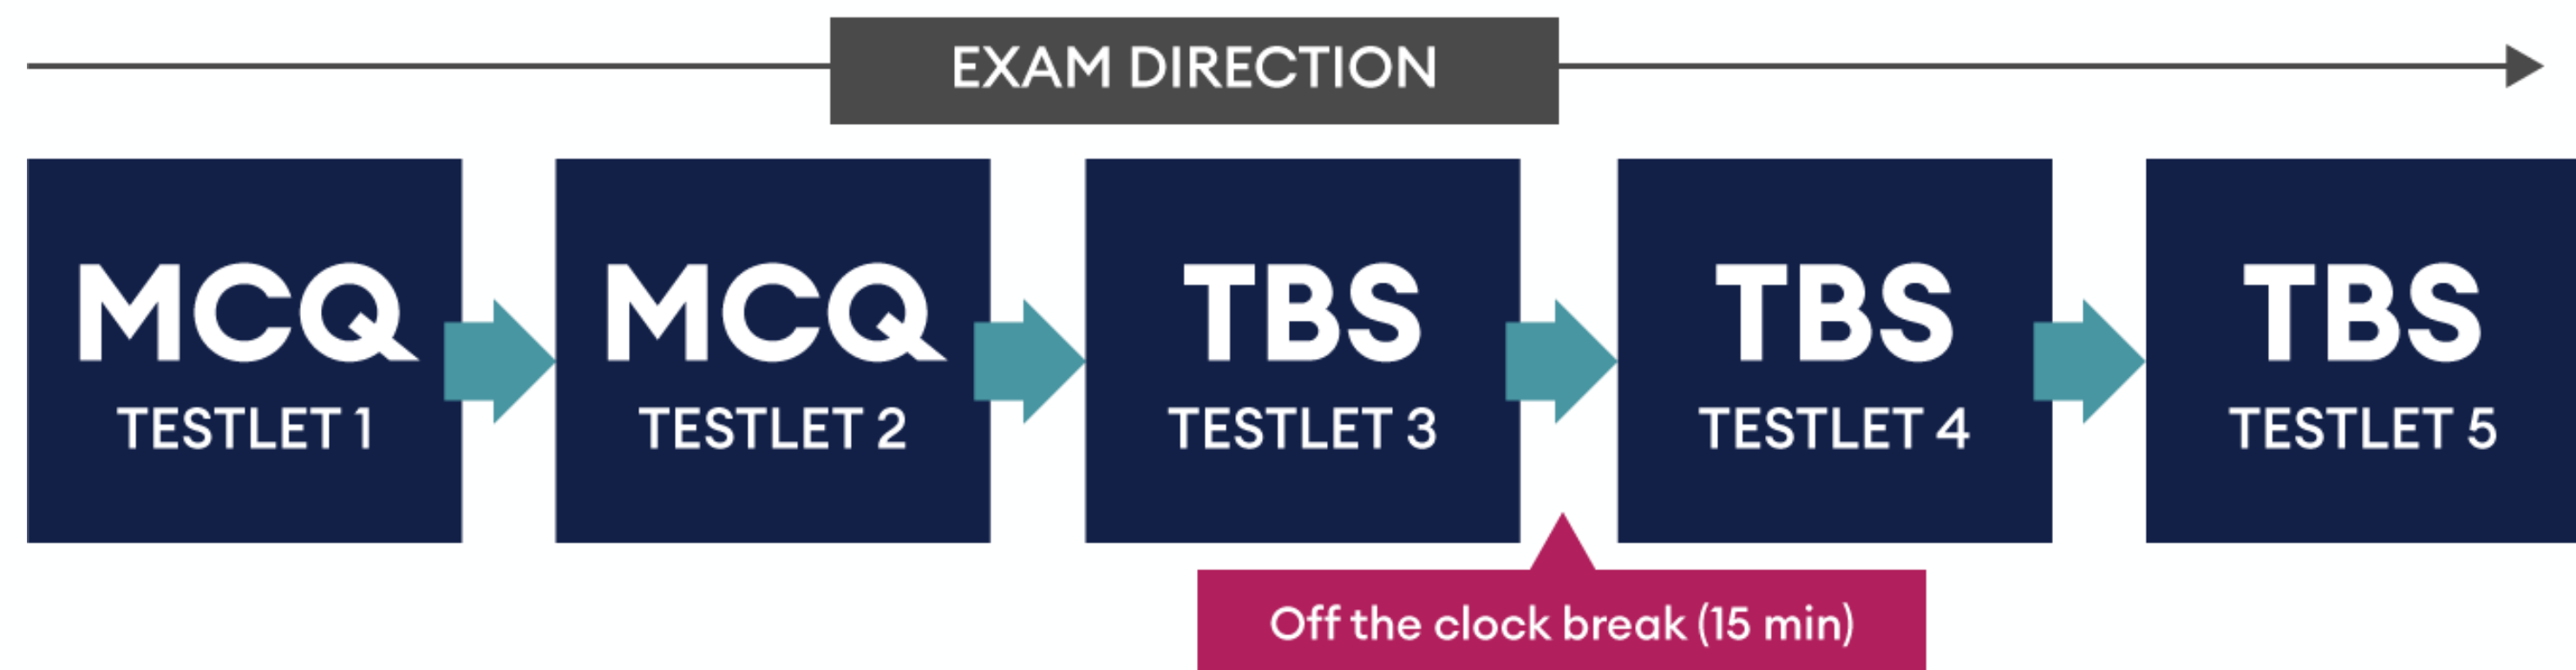 EXAM DIRECTION
MCQ
TESTLET 1
MCQ
TESTLET 2
TBS
TESTLET 3
TBS
TESTLET 4
TBS
TESTLET 5
Off the clock break (15 min)